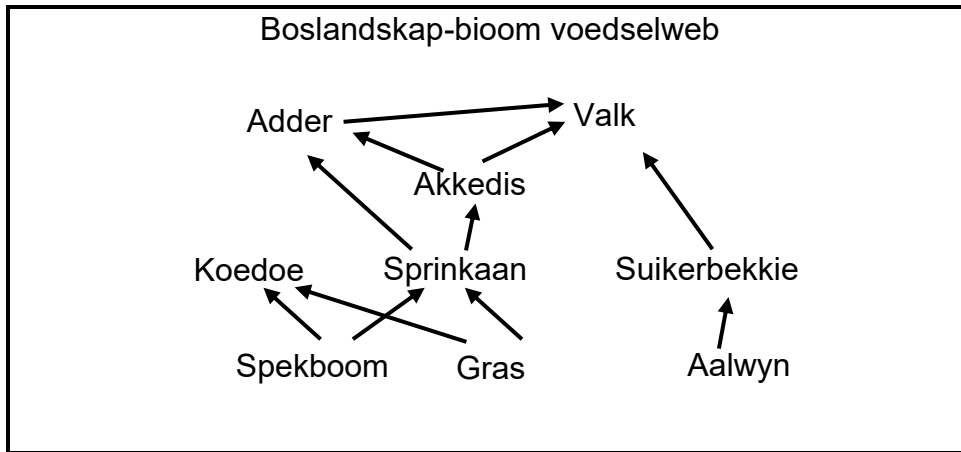 Boslandskap-bioom voedselweb
Adder
Valk
Akkedis
Koedoe
Sprinkaan
Suikerbekkie
Spekboom
Gras
Aalwyn